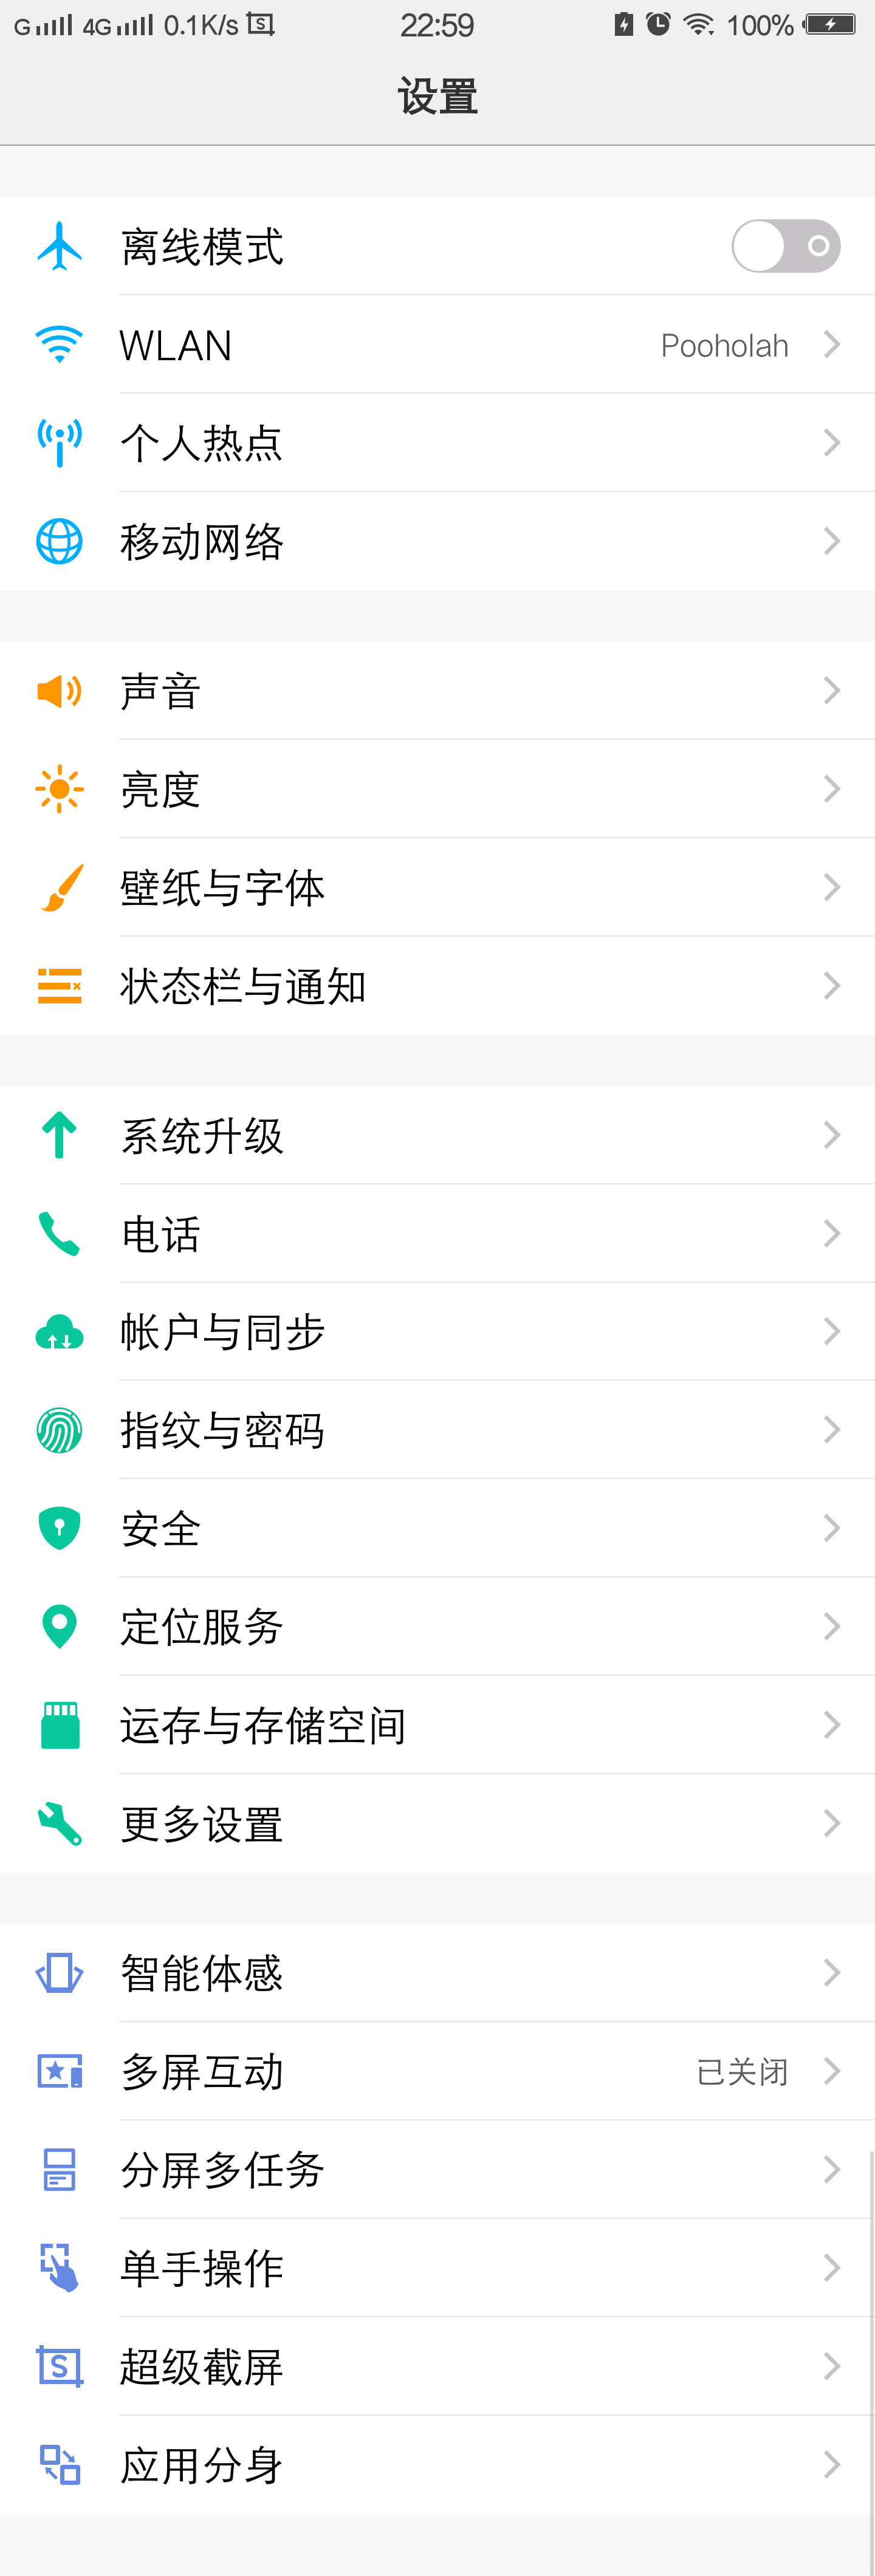 G 4G 0.1K/s S 22:59 100%
设置
离线模式
WLAN Pooholah
个人热点
移动网络
声音
亮度
壁纸与字体
状态栏与通知
系统升级
电话
帐户与同步
指纹与密码
安全
定位服务
运存与存储空间
更多设置
智能体感
多屏互动 已关闭
分屏多任务
单手操作
S 超级截屏
应用分身